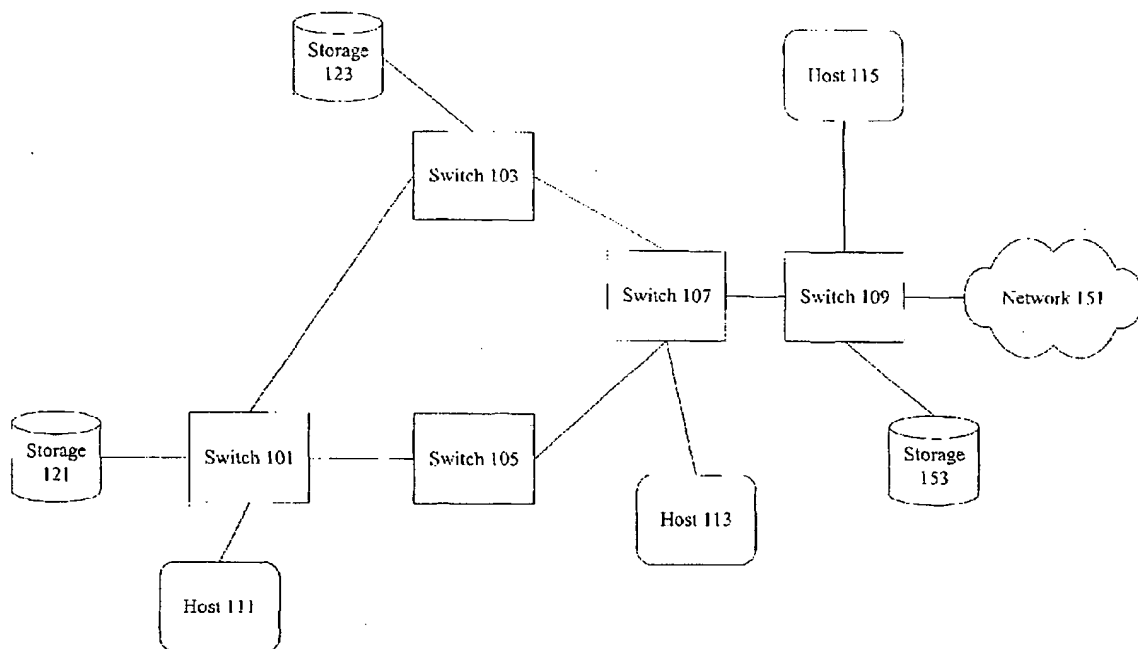 Storage
123
Host 115
Switch 103
Switch 107
Switch 109
Network 151
Storage
121
Switch 101
Switch 105
Storage
153
Host 113
Host 111